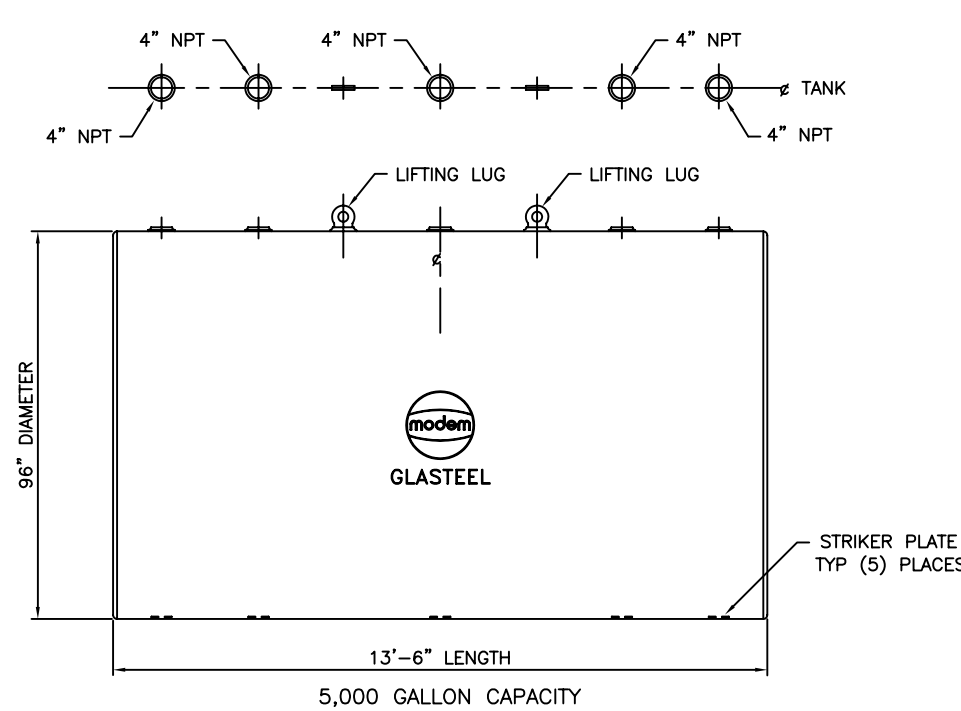 4" NPT
4" NPT
4" NPT
4" NPT
4" NPT
℄ TANK
LIFTING LUG
LIFTING LUG
℄
96" DIAMETER
modern
GLASTEEL
STRIKER PLATE
TYP (5) PLACES
13'-6" LENGTH
5,000 GALLON CAPACITY